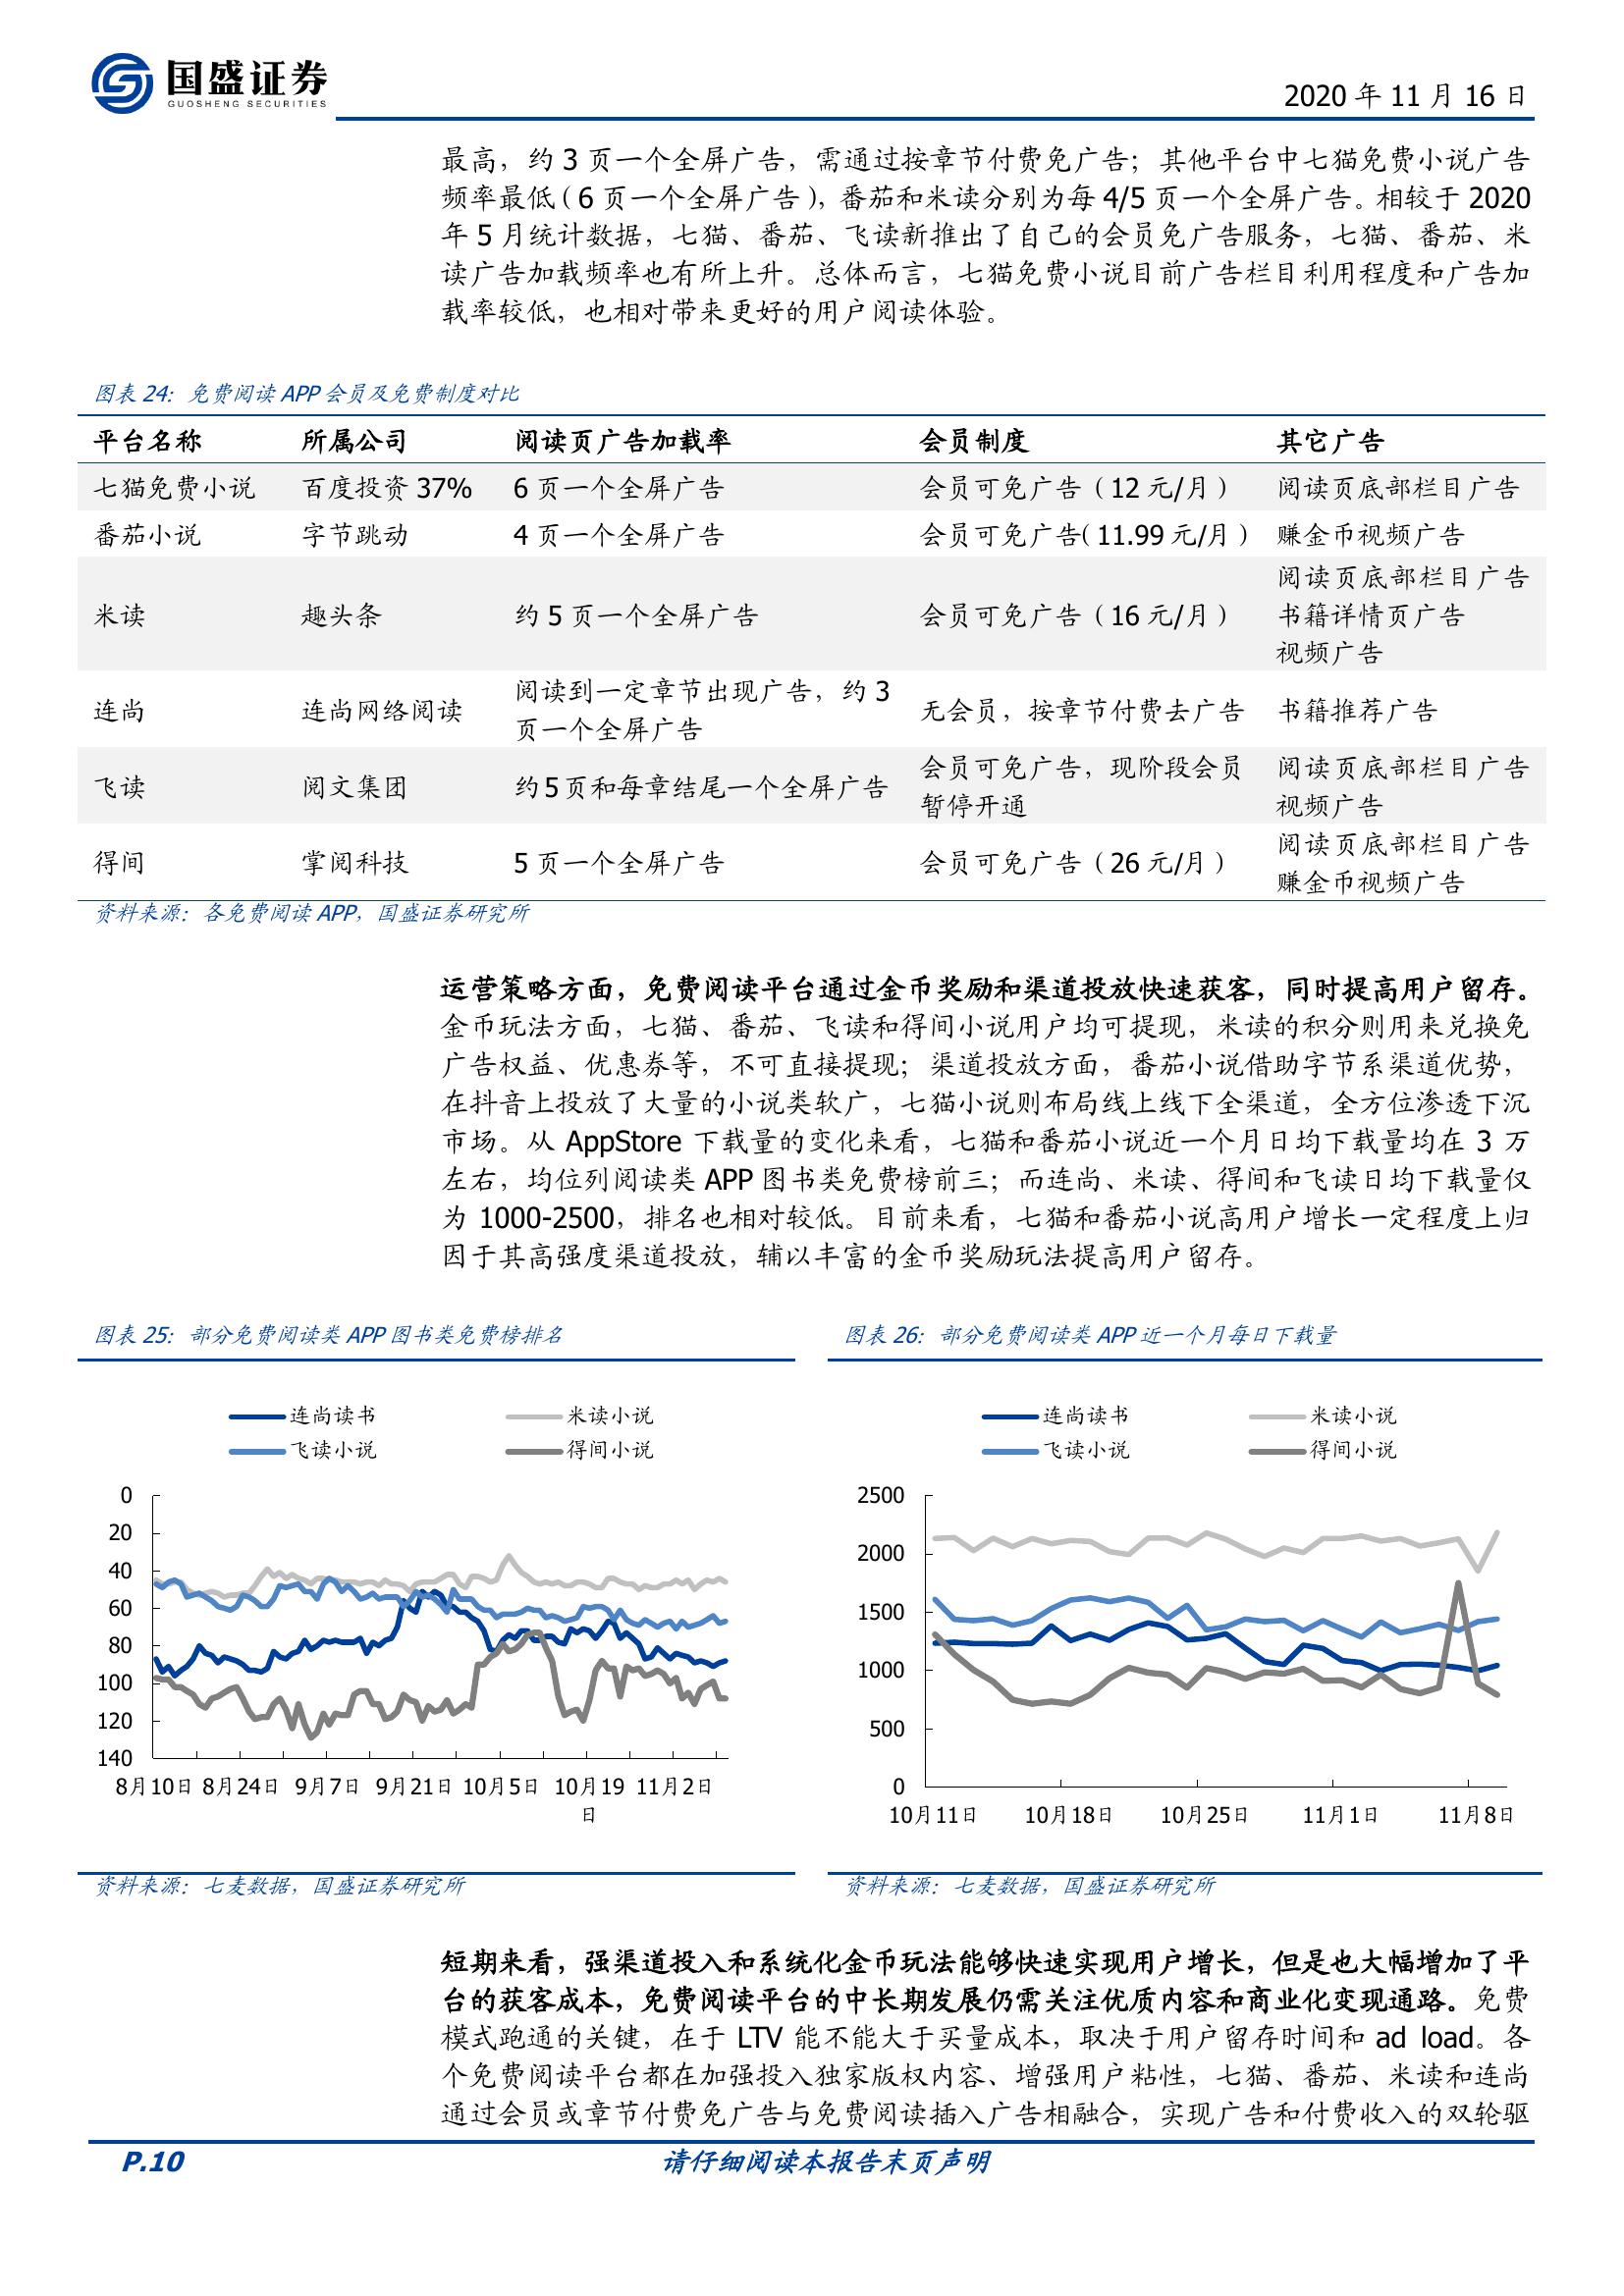 国盛证券
GUOSHENG SECURITIES
2020 年 11 月 16 日
最高，约 3 页一个全屏广告，需通过按章节付费免广告；其他平台中七猫免费小说广告
频率最低（6 页一个全屏广告），番茄和米读分别为每 4/5 页一个全屏广告。相较于 2020
年 5 月统计数据，七猫、番茄、飞读新推出了自己的会员免广告服务，七猫、番茄、米
读广告加载频率也有所上升。总体而言，七猫免费小说目前广告栏目利用程度和广告加
载率较低，也相对带来更好的用户阅读体验。
图表 24：免费阅读 APP 会员及免费制度对比
平台名称 所属公司 阅读页广告加载率 会员制度 其它广告
七猫免费小说 百度投资 37% 6 页一个全屏广告 会员可免广告（12 元/月） 阅读页底部栏目广告
番茄小说 字节跳动 4 页一个全屏广告 会员可免广告（11.99 元/月） 赚金币视频广告
米读 趣头条 约 5 页一个全屏广告 会员可免广告（16 元/月） 阅读页底部栏目广告
书籍详情页广告
视频广告
连尚 连尚网络阅读 阅读到一定章节出现广告，约 3
页一个全屏广告 无会员，按章节付费去广告 书籍推荐广告
飞读 阅文集团 约 5 页和每章结尾一个全屏广告 会员可免广告，现阶段会员
暂停开通 阅读页底部栏目广告
视频广告
得间 掌阅科技 5 页一个全屏广告 会员可免广告（26 元/月） 阅读页底部栏目广告
赚金币视频广告
资料来源：各免费阅读 APP，国盛证券研究所
运营策略方面，免费阅读平台通过金币奖励和渠道投放快速获客，同时提高用户留存。
金币玩法方面，七猫、番茄、飞读和得间小说用户均可提现，米读的积分则用来兑换免
广告权益、优惠券等，不可直接提现；渠道投放方面，番茄小说借助字节系渠道优势，
在抖音上投放了大量的小说类软广，七猫小说则布局线上线下全渠道，全方位渗透下沉
市场。从 AppStore 下载量的变化来看，七猫和番茄小说近一个月日均下载量均在 3 万
左右，均位列阅读类 APP 图书类免费榜前三；而连尚、米读、得间和飞读日均下载量仅
为 1000-2500，排名也相对较低。目前来看，七猫和番茄小说高用户增长一定程度上归
因于其高强度渠道投放，辅以丰富的金币奖励玩法提高用户留存。
图表 25：部分免费阅读类 APP 图书类免费榜排名
连尚读书 米读小说
飞读小说 得间小说
0
20
40
60
80
100
120
140
8月10日 8月24日 9月7日 9月21日 10月5日 10月19 11月2日
日
资料来源：七麦数据，国盛证券研究所
图表 26：部分免费阅读类 APP 近一个月每日下载量
连尚读书 米读小说
飞读小说 得间小说
2500
2000
1500
1000
500
0
10月11日 10月18日 10月25日 11月1日 11月8日
资料来源：七麦数据，国盛证券研究所
短期来看，强渠道投入和系统化金币玩法能够快速实现用户增长，但是也大幅增加了平
台的获客成本，免费阅读平台的中长期发展仍需关注优质内容和商业化变现通路。免费
模式跑通的关键，在于 LTV 能不能大于买量成本，取决于用户留存时间和 ad load。各
个免费阅读平台都在加强投入独家版权内容、增强用户粘性，七猫、番茄、米读和连尚
通过会员或章节付费免广告与免费阅读插入广告相融合，实现广告和付费收入的双轮驱
P.10 请仔细阅读本报告末页声明